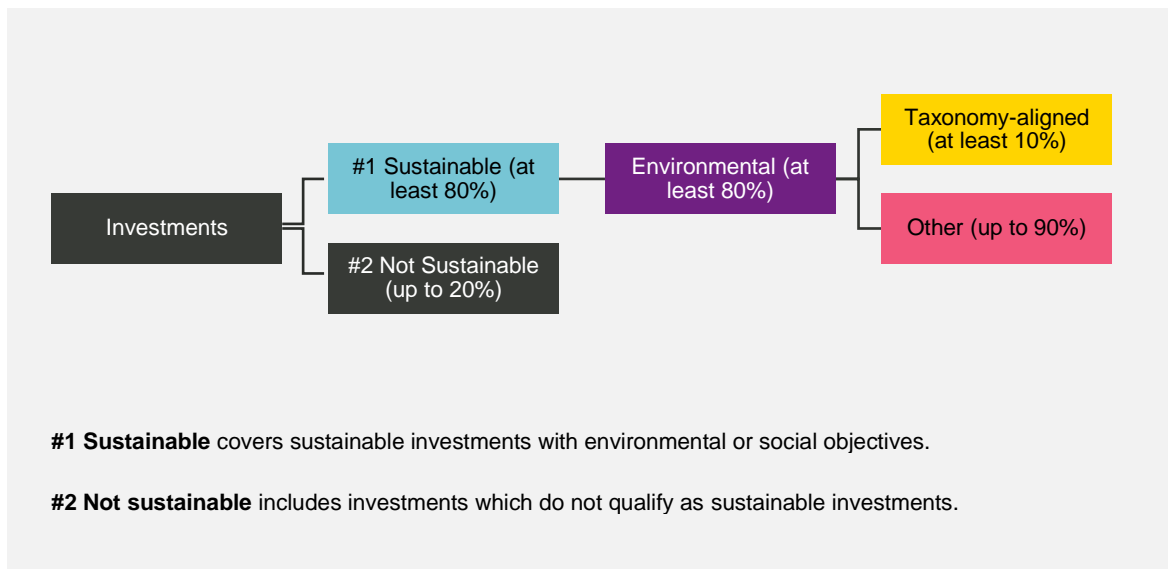 Taxonomy-aligned
(at least 10%)
#1 Sustainable (at
least 80%)
Environmental (at
least 80%)
Investments
Other (up to 90%)
#2 Not Sustainable
(up to 20%)
#1 Sustainable covers sustainable investments with environmental or social objectives.
#2 Not sustainable includes investments which do not qualify as sustainable investments.